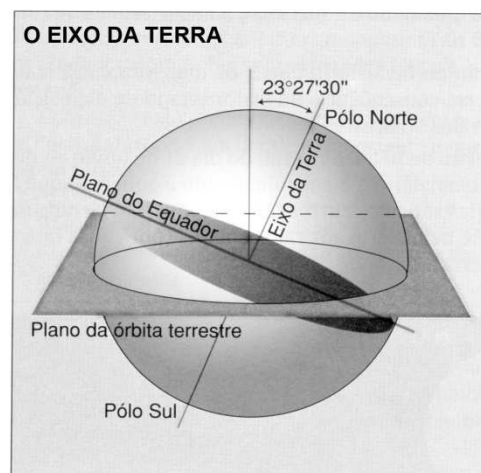 O EIXO DA TERRA
23°27'30"
Pólo Norte
Eixo da Terra
Plano do Equador
Plano da órbita terrestre
Pólo Sul